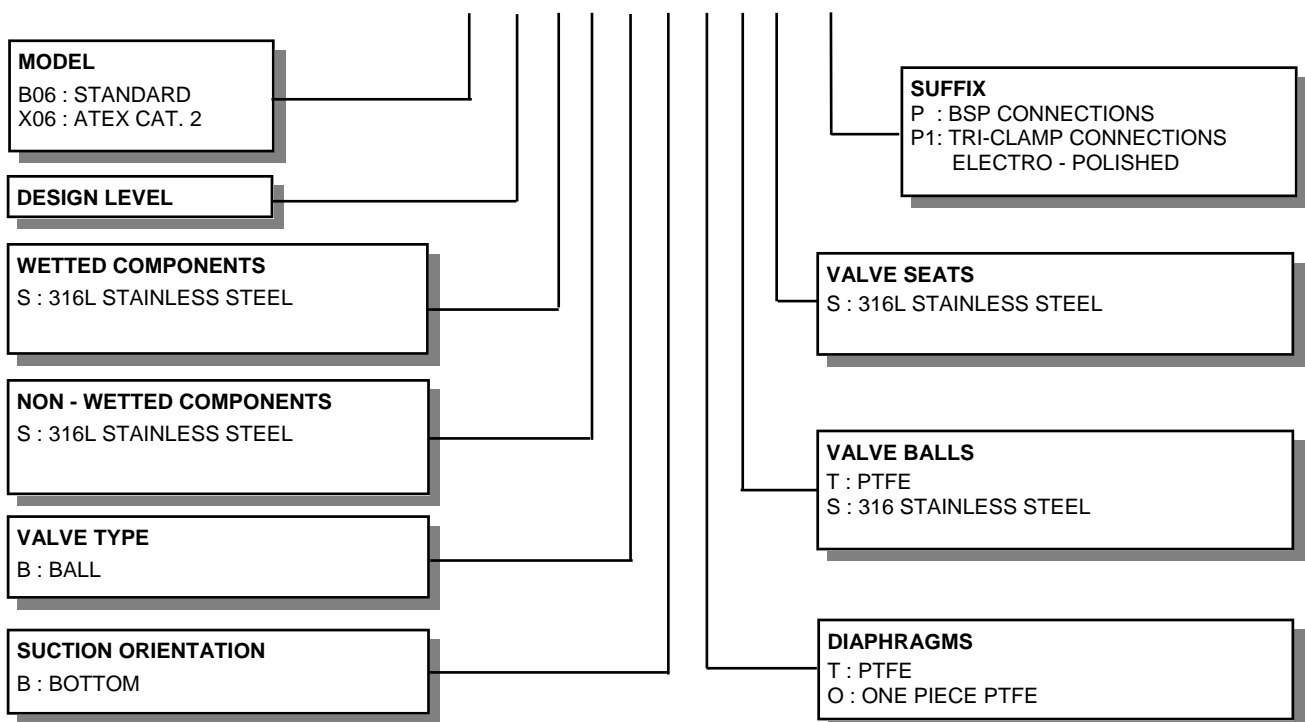 MODEL
B06 : STANDARD
X06 : ATEX CAT. 2
DESIGN LEVEL
WETTED COMPONENTS
S : 316L STAINLESS STEEL
NON - WETTED COMPONENTS
S : 316L STAINLESS STEEL
VALVE TYPE
B : BALL
SUCTION ORIENTATION
B : BOTTOM
SUFFIX
P : BSP CONNECTIONS
P1: TRI-CLAMP CONNECTIONS
ELECTRO - POLISHED
VALVE SEATS
S : 316L STAINLESS STEEL
VALVE BALLS
T : PTFE
S : 316 STAINLESS STEEL
DIAPHRAGMS
T : PTFE
O : ONE PIECE PTFE